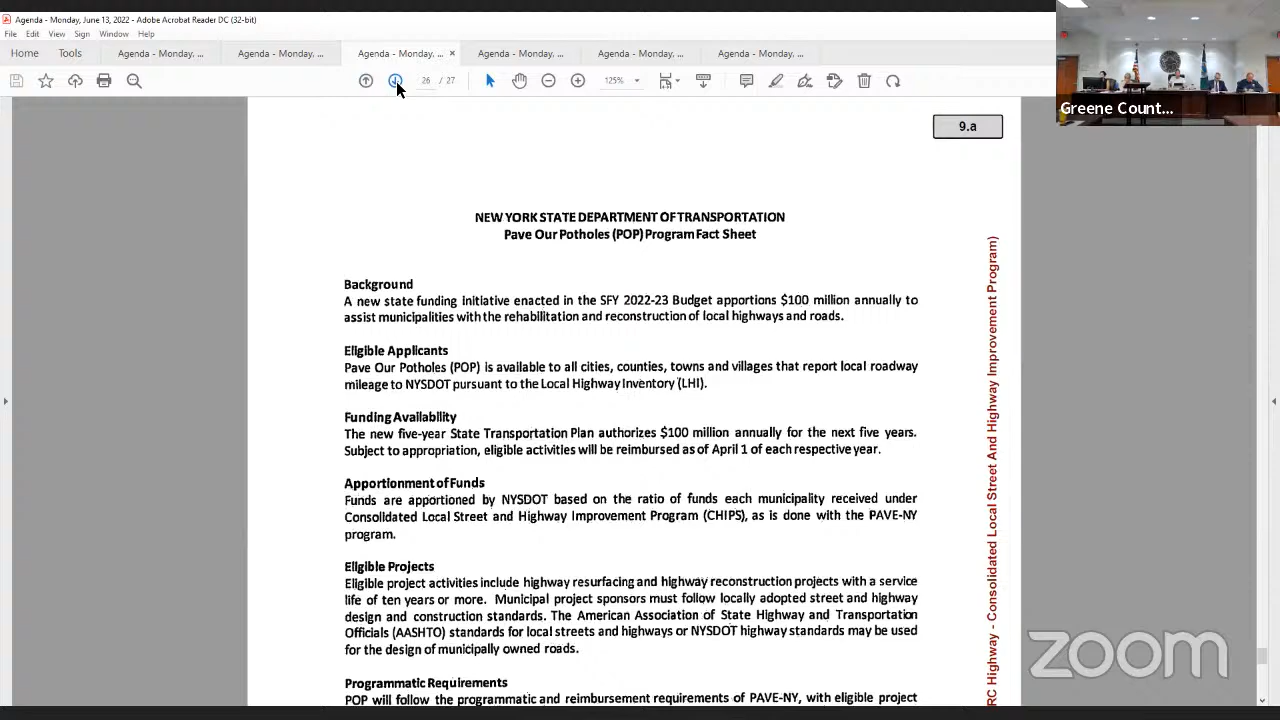 Agenda - Monday, June 13, 2022 - Adobe Acrobat Reader DC (32-bit)
File Edit View Sign Window Help
Home Tools Agenda - Monday, ... Agenda - Monday, ... Agenda - Monday, ... × Agenda - Monday, ... Agenda - Monday, ... Agenda - Monday, ...
26 / 27 125%
Greene Count...
9.a
NEW YORK STATE DEPARTMENT OF TRANSPORTATION
Pave Our Potholes (POP) Program Fact Sheet
Background
A new state funding initiative enacted in the SFY 2022-23 Budget apportions $100 million annually to
assist municipalities with the rehabilitation and reconstruction of local highways and roads.
Eligible Applicants
Pave Our Potholes (POP) is available to all cities, counties, towns and villages that report local roadway
mileage to NYSDOT pursuant to the Local Highway Inventory (LHI).
Funding Availability
The new five-year State Transportation Plan authorizes $100 million annually for the next five years.
Subject to appropriation, eligible activities will be reimbursed as of April 1 of each respective year.
Apportionment of Funds
Funds are apportioned by NYSDOT based on the ratio of funds each municipality received under
Consolidated Local Street and Highway Improvement Program (CHIPS), as is done with the PAVE-NY
program.
Eligible Projects
Eligible project activities include highway resurfacing and highway reconstruction projects with a service
life of ten years or more. Municipal project sponsors must follow locally adopted street and highway
design and construction standards. The American Association of State Highway and Transportation
Officials (AASHTO) standards for local streets and highways or NYSDOT highway standards may be used
for the design of municipally owned roads.
Programmatic Requirements
POP will follow the programmatic and reimbursement requirements of PAVE-NY, with eligible project
RC Highway - Consolidated Local Street And Highway Improvement Program)
zoom